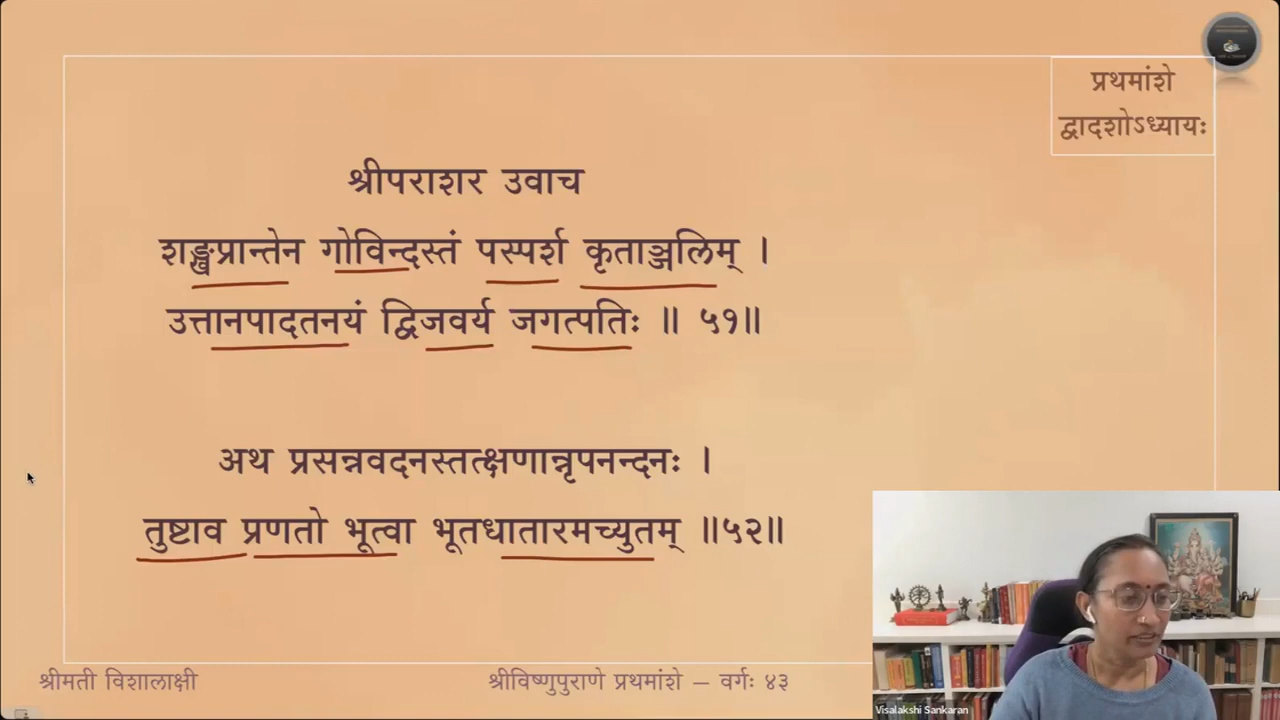 प्रथमांशे
द्वादशोऽध्यायः
श्रीपराशर उवाच
शङ्खप्रान्तेन गोविन्दस्तं पस्पर्श कृताञ्जलिम् ।
उत्तानपादतनयं द्विजवर्य जगत्पतिः ॥ ५१॥
अथ प्रसन्नवदनस्तत्क्षणान्नृपनन्दनः ।
तुष्टाव प्रणतो भूत्वा भूतधातारमच्युतम् ॥५२॥
श्रीमती विशालाक्षी
श्रीविष्णुपुराणे प्रथमांशे – वर्गः ४३
Visalakshi Sankaran